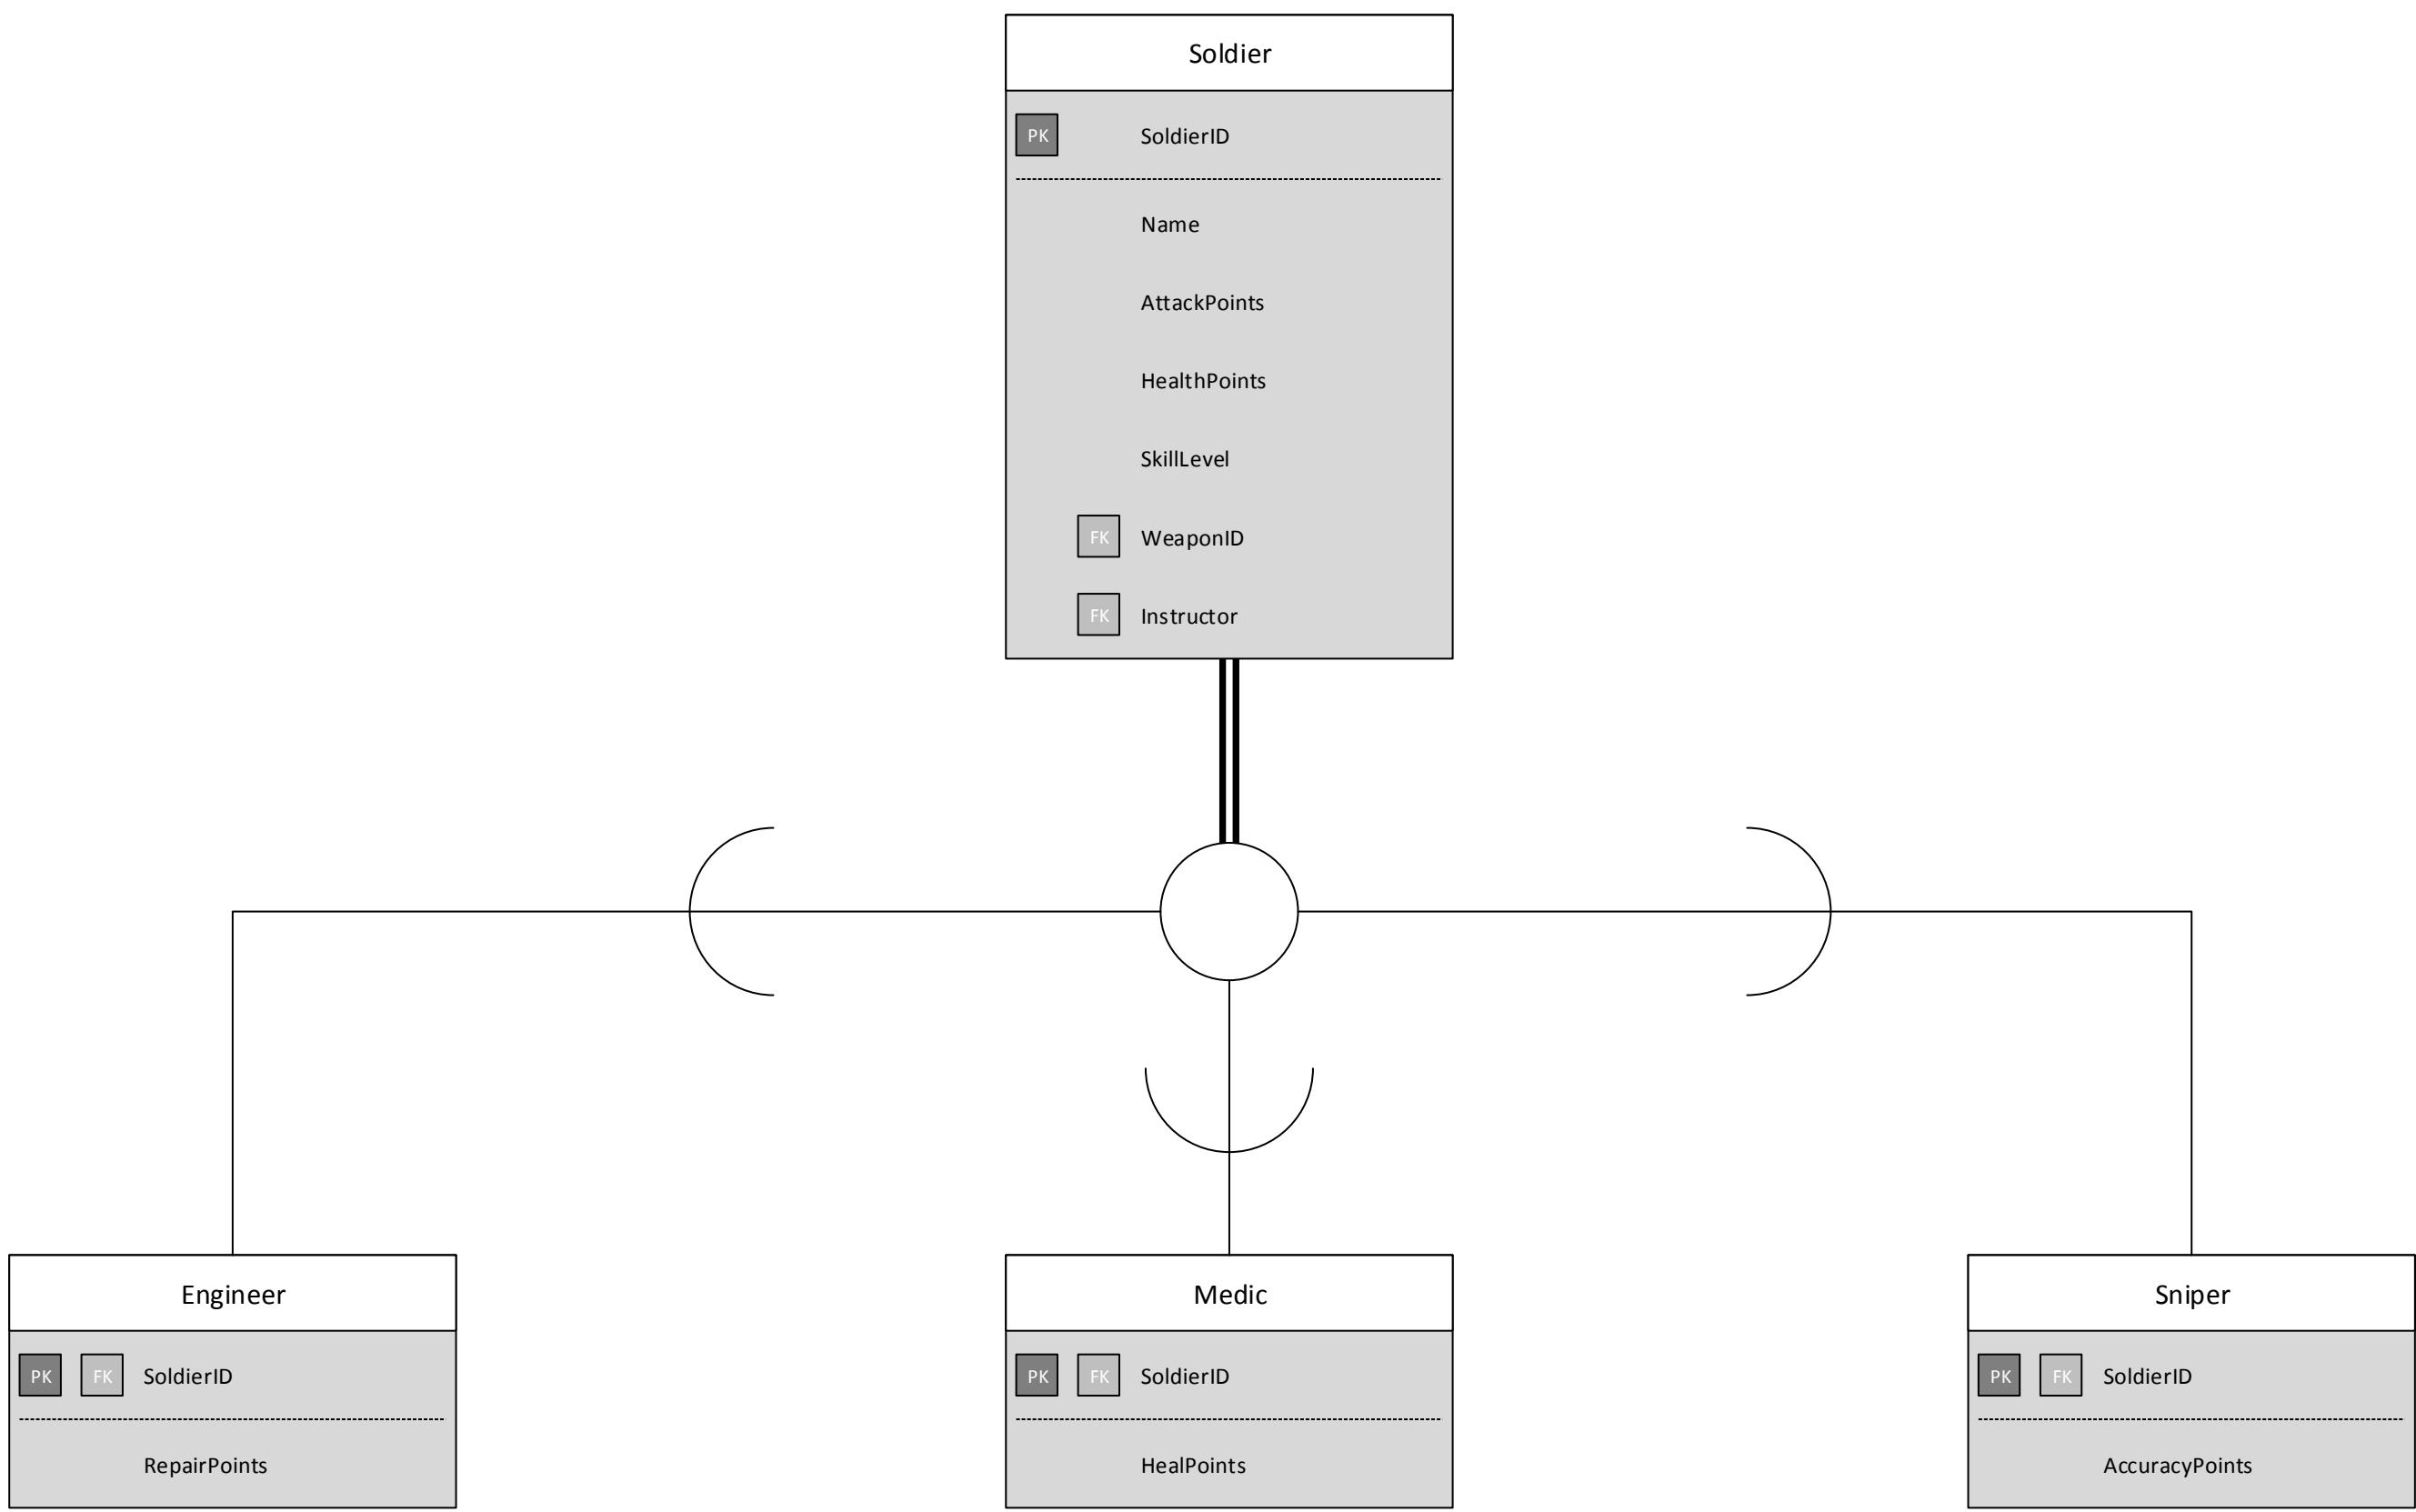 Soldier
PK SoldierID
Name
AttackPoints
HealthPoints
SkillLevel
FK WeaponID
FK Instructor
Engineer
PK FK SoldierID
RepairPoints
Medic
PK FK SoldierID
HealPoints
Sniper
PK FK SoldierID
AccuracyPoints